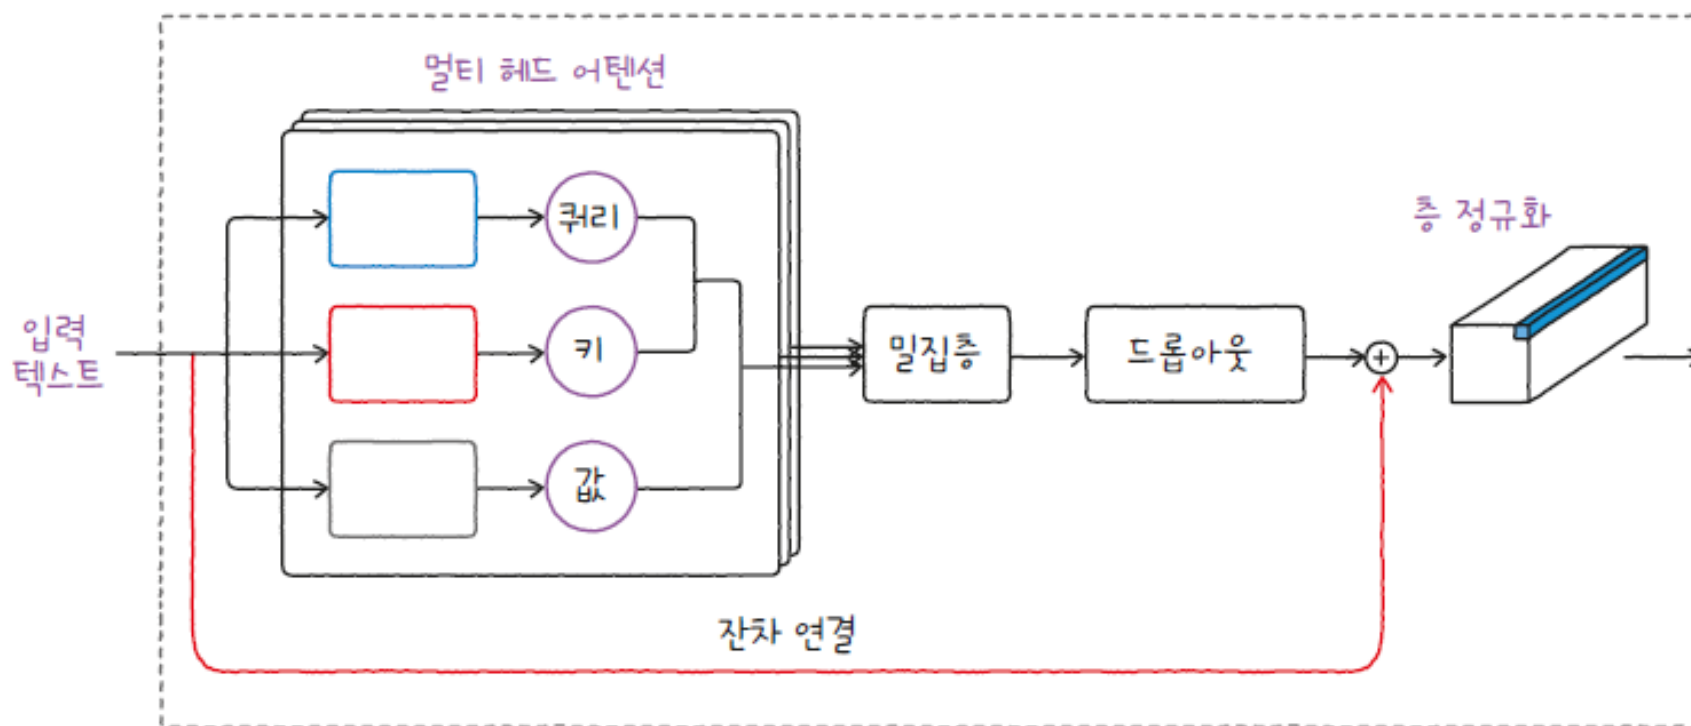 멀티 헤드 어텐션
쿼리
층 정규화
입력
텍스트
키
밀집층
드롭아웃
+
값
잔차 연결